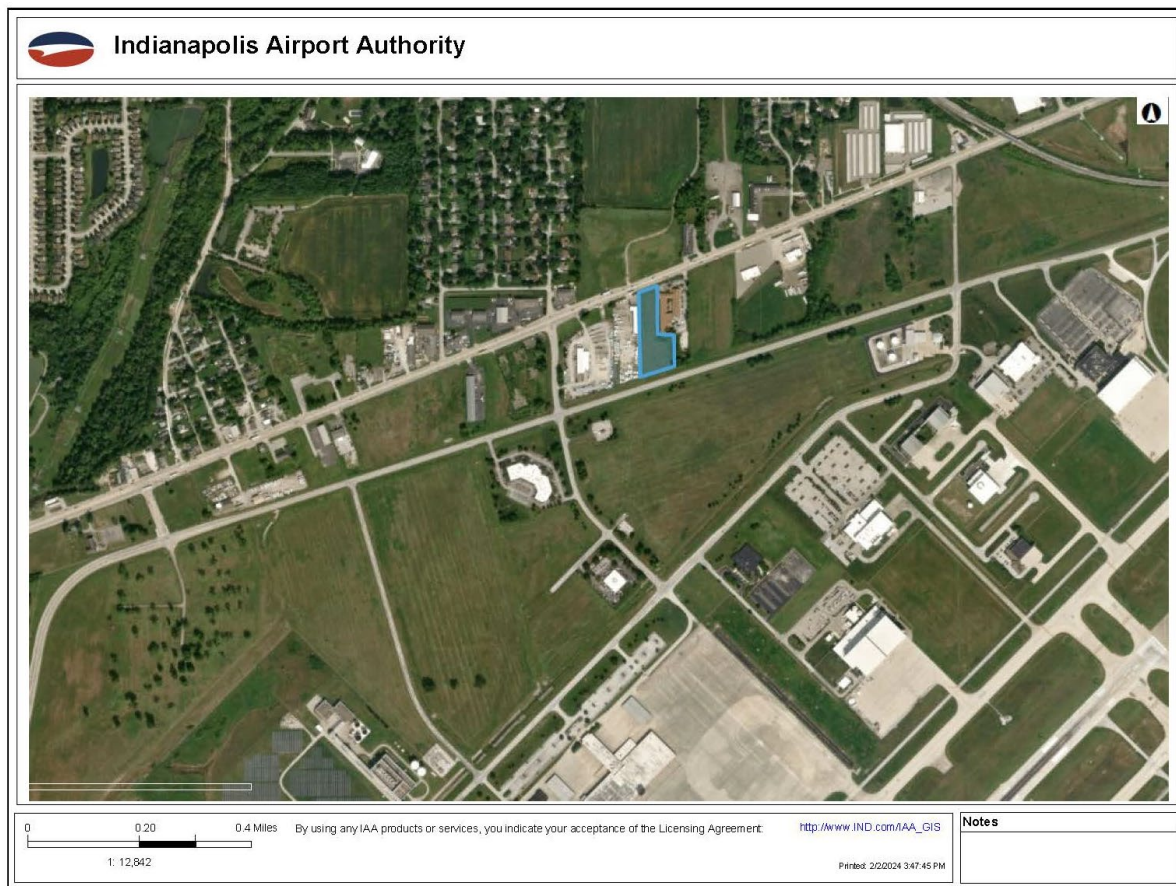 Indianapolis Airport Authority
0 0.20 0.4 Miles
1: 12,842
By using any IAA products or services, you indicate your acceptance of the Licensing Agreement:
http://www.IND.com/IAA_GIS
Printed: 2/2/2024 3:47:45 PM
Notes